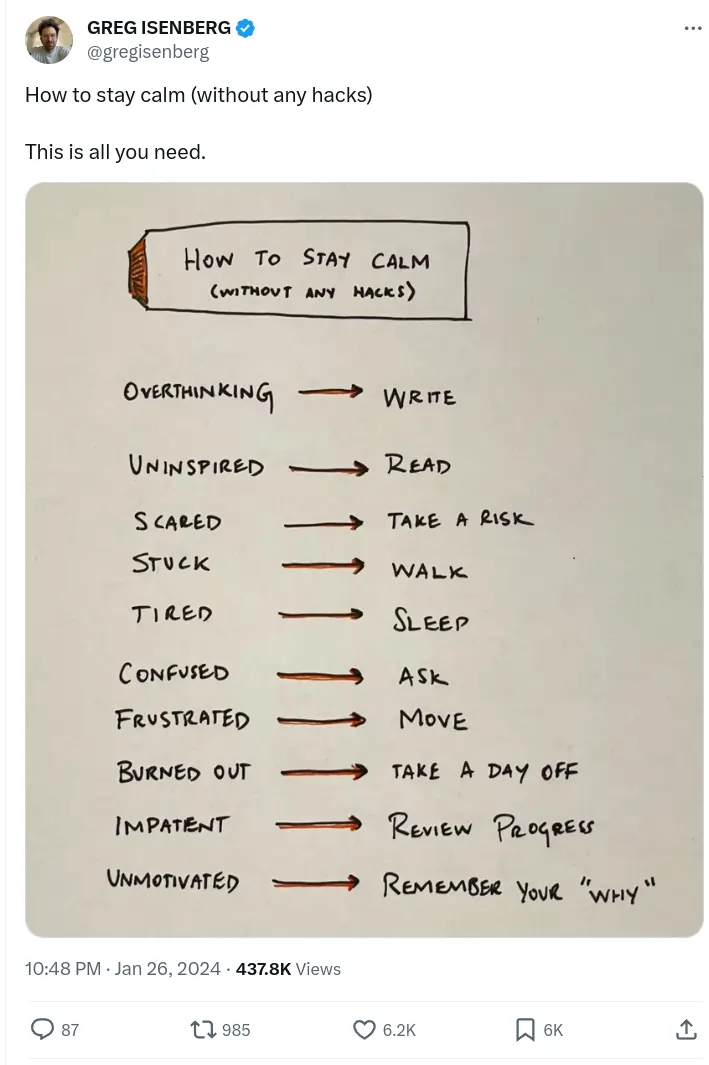 GREG ISENBERG
@gregisenberg
How to stay calm (without any hacks)
This is all you need.
HOW TO STAY CALM
(WITHOUT ANY HACKS)
OVERTHINKING → WRITE
UNINSPIRED → READ
SCARED → TAKE A RISK
STUCK → WALK
TIRED → SLEEP
CONFUSED → ASK
FRUSTRATED → MOVE
BURNED OUT → TAKE A DAY OFF
IMPATIENT → REVIEW PROGRESS
UNMOTIVATED → REMEMBER YOUR "WHY"
10:48 PM · Jan 26, 2024 · 437.8K Views
87 985 6.2K 6K